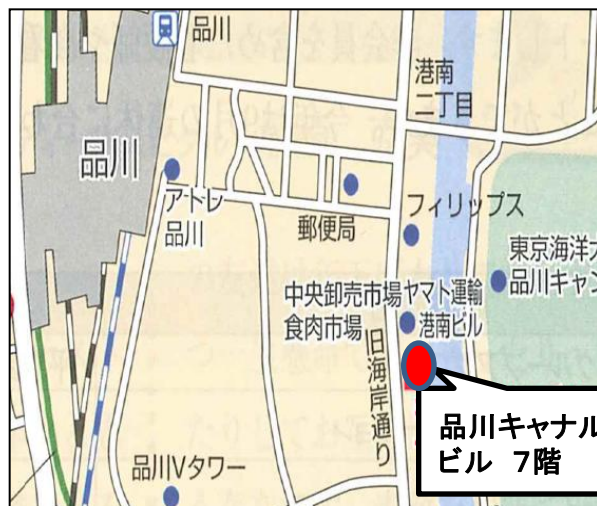 品川
港南
二丁目
品川
アトレ
品川
郵便局
フィリップス
東京海洋大
品川キャン
中央卸売市場
食肉市場
ヤマト運輸
港南ビル
旧海岸通り
品川キャナル
ビル 7階
品川Vタワー